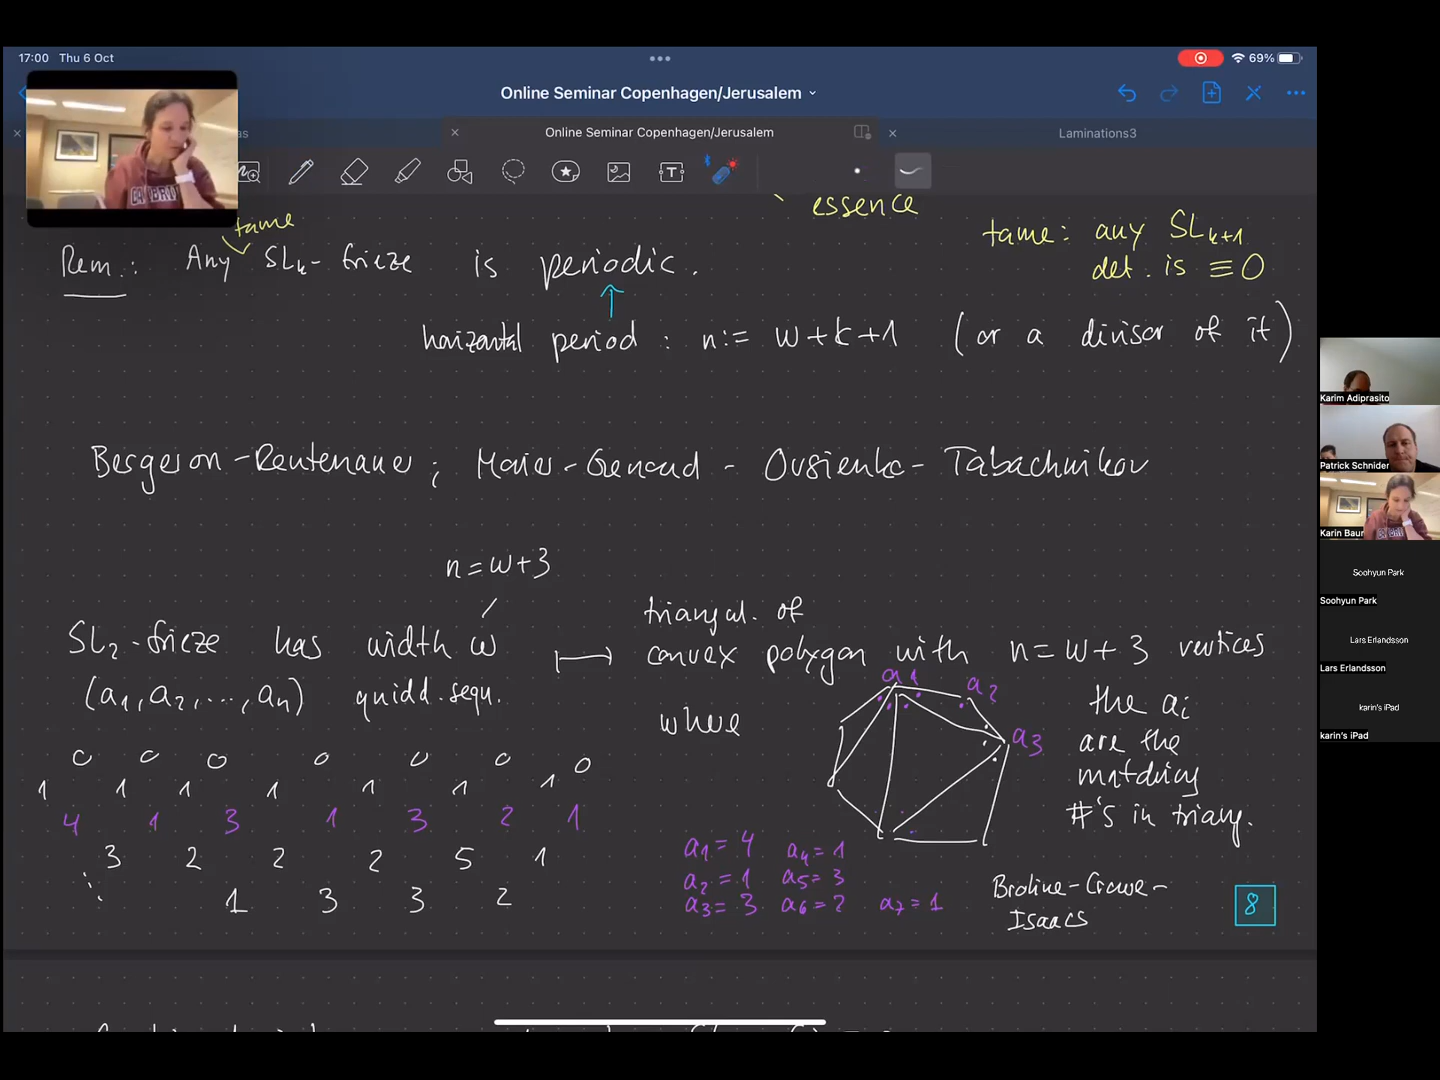 17:00 Thu 6 Oct
69%
Online Seminar Copenhagen/Jerusalem
as
Online Seminar Copenhagen/Jerusalem
Laminations3
essence
tame
Rem.: Any SLk-frieze is periodic.
tame: any SLk+1
det. is ≡ 0
horizontal period: n:= w+k+1 (or a divisor of it)
Bergeron-Reutenauer; Morier-Genoud - Ovsienko - Tabachnikov
n = w+3
SL2-frieze has width w ⟼ triangul. of
convex polygon with n = w+3 vertices
(a1, a2, ..., an) quidd. sequ.
where
a1
a2
a3
the ai
are the
matching
#'s in triang.
0 0 0 0 0 0 0
1 1 1 1 1 1 1
4 1 3 1 3 2 1
3 2 2 2 5 1
1 3 3 2
a1 = 4 a4 = 1
a2 = 1 a5 = 3
a3 = 3 a6 = 2 a7 = 1
Broline-Crowe-
Isaacs
8
Karim Adiprasito
Patrick Schnider
Karin Baur
Soohyun Park
Soohyun Park
Lars Erlandsson
Lars Erlandsson
karin's iPad
karin's iPad